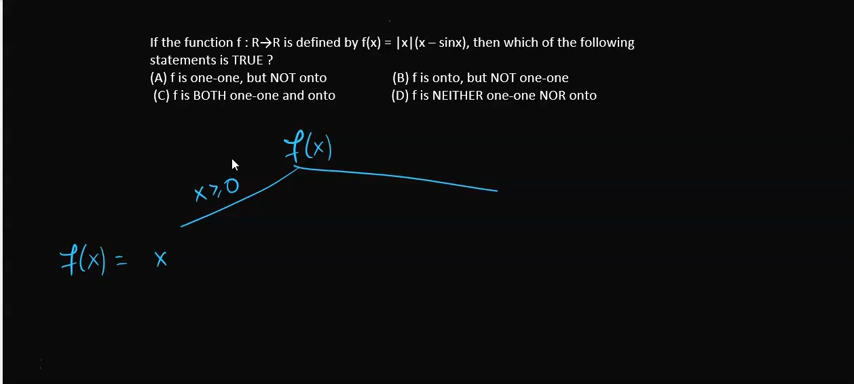 If the function f : R→R is defined by f(x) = |x|(x – sinx), then which of the following
statements is TRUE ?
(A) f is one-one, but NOT onto (B) f is onto, but NOT one-one
(C) f is BOTH one-one and onto (D) f is NEITHER one-one NOR onto
f(x)
x ⩾ 0
f(x) = x